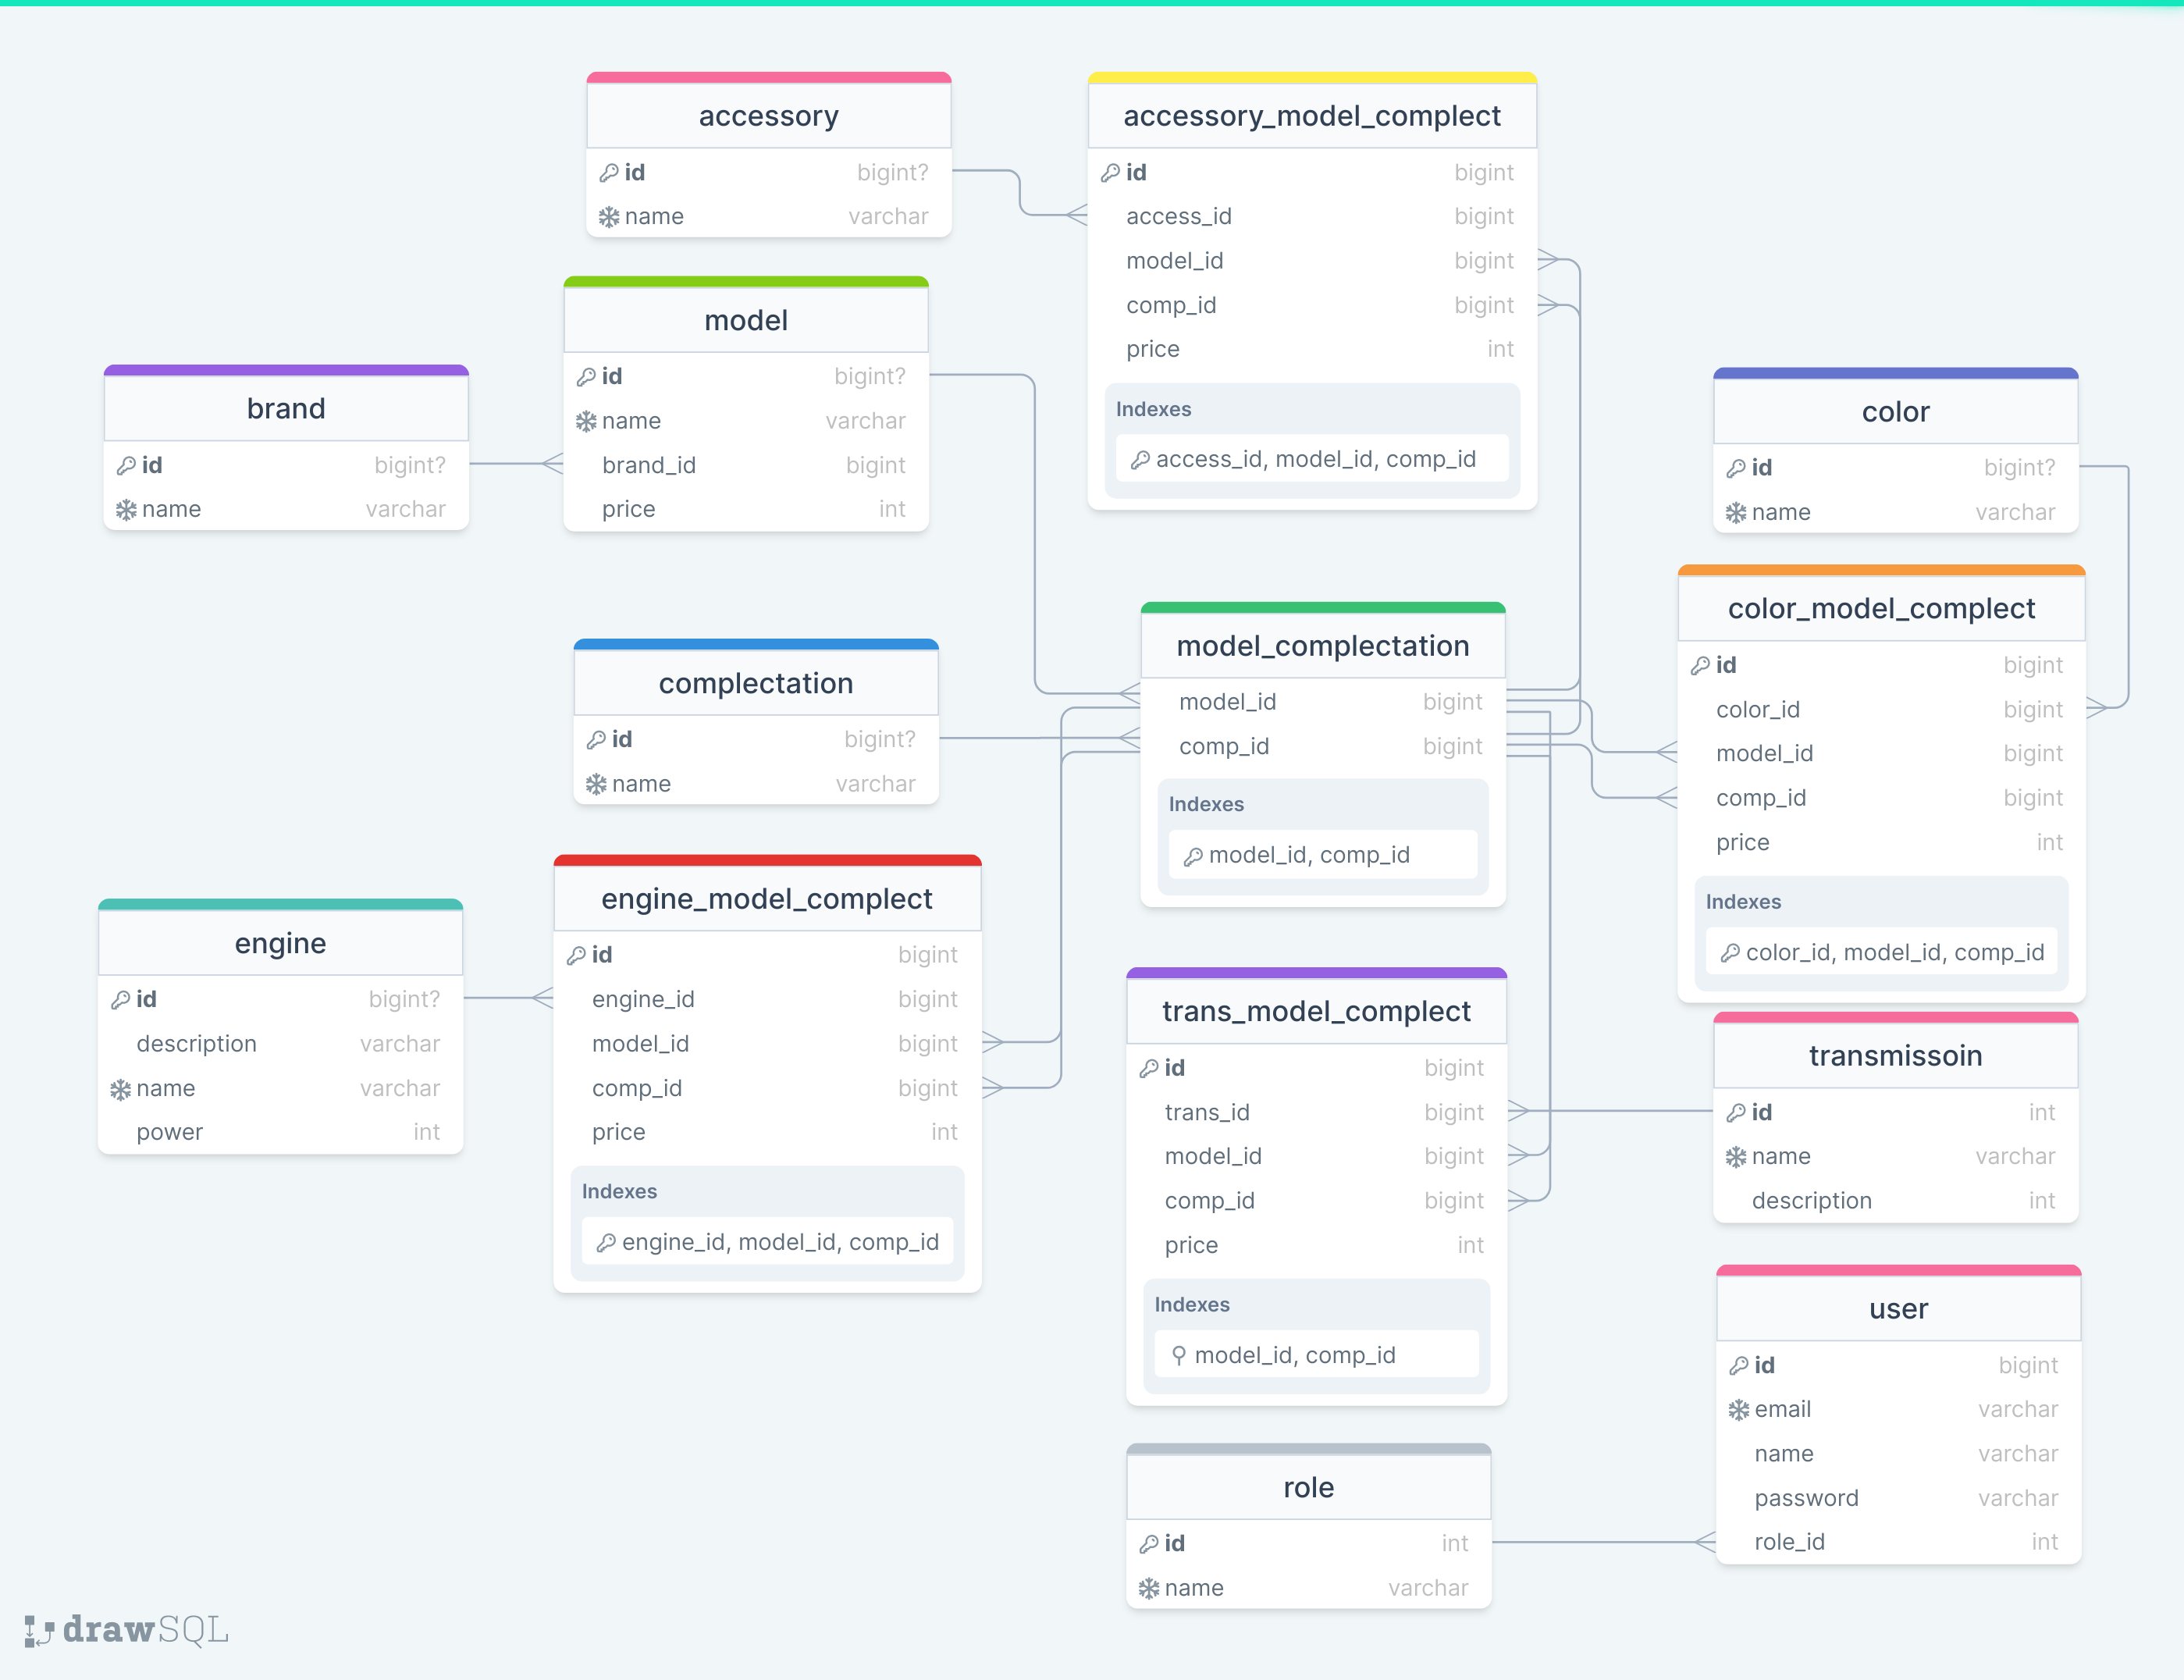 accessory
id bigint?
name varchar
accessory_model_complect
id bigint
access_id bigint
model_id bigint
comp_id bigint
price int
Indexes
access_id, model_id, comp_id
model
id bigint?
name varchar
brand_id bigint
price int
brand
id bigint?
name varchar
color
id bigint?
name varchar
color_model_complect
id bigint
color_id bigint
model_id bigint
comp_id bigint
price int
Indexes
color_id, model_id, comp_id
model_complectation
model_id bigint
comp_id bigint
Indexes
model_id, comp_id
complectation
id bigint?
name varchar
engine_model_complect
id bigint
engine_id bigint
model_id bigint
comp_id bigint
price int
Indexes
engine_id, model_id, comp_id
engine
id bigint?
description varchar
name varchar
power int
trans_model_complect
id bigint
trans_id bigint
model_id bigint
comp_id bigint
price int
Indexes
model_id, comp_id
transmissoin
id int
name varchar
description int
user
id bigint
email varchar
name varchar
password varchar
role_id int
role
id int
name varchar
drawSQL